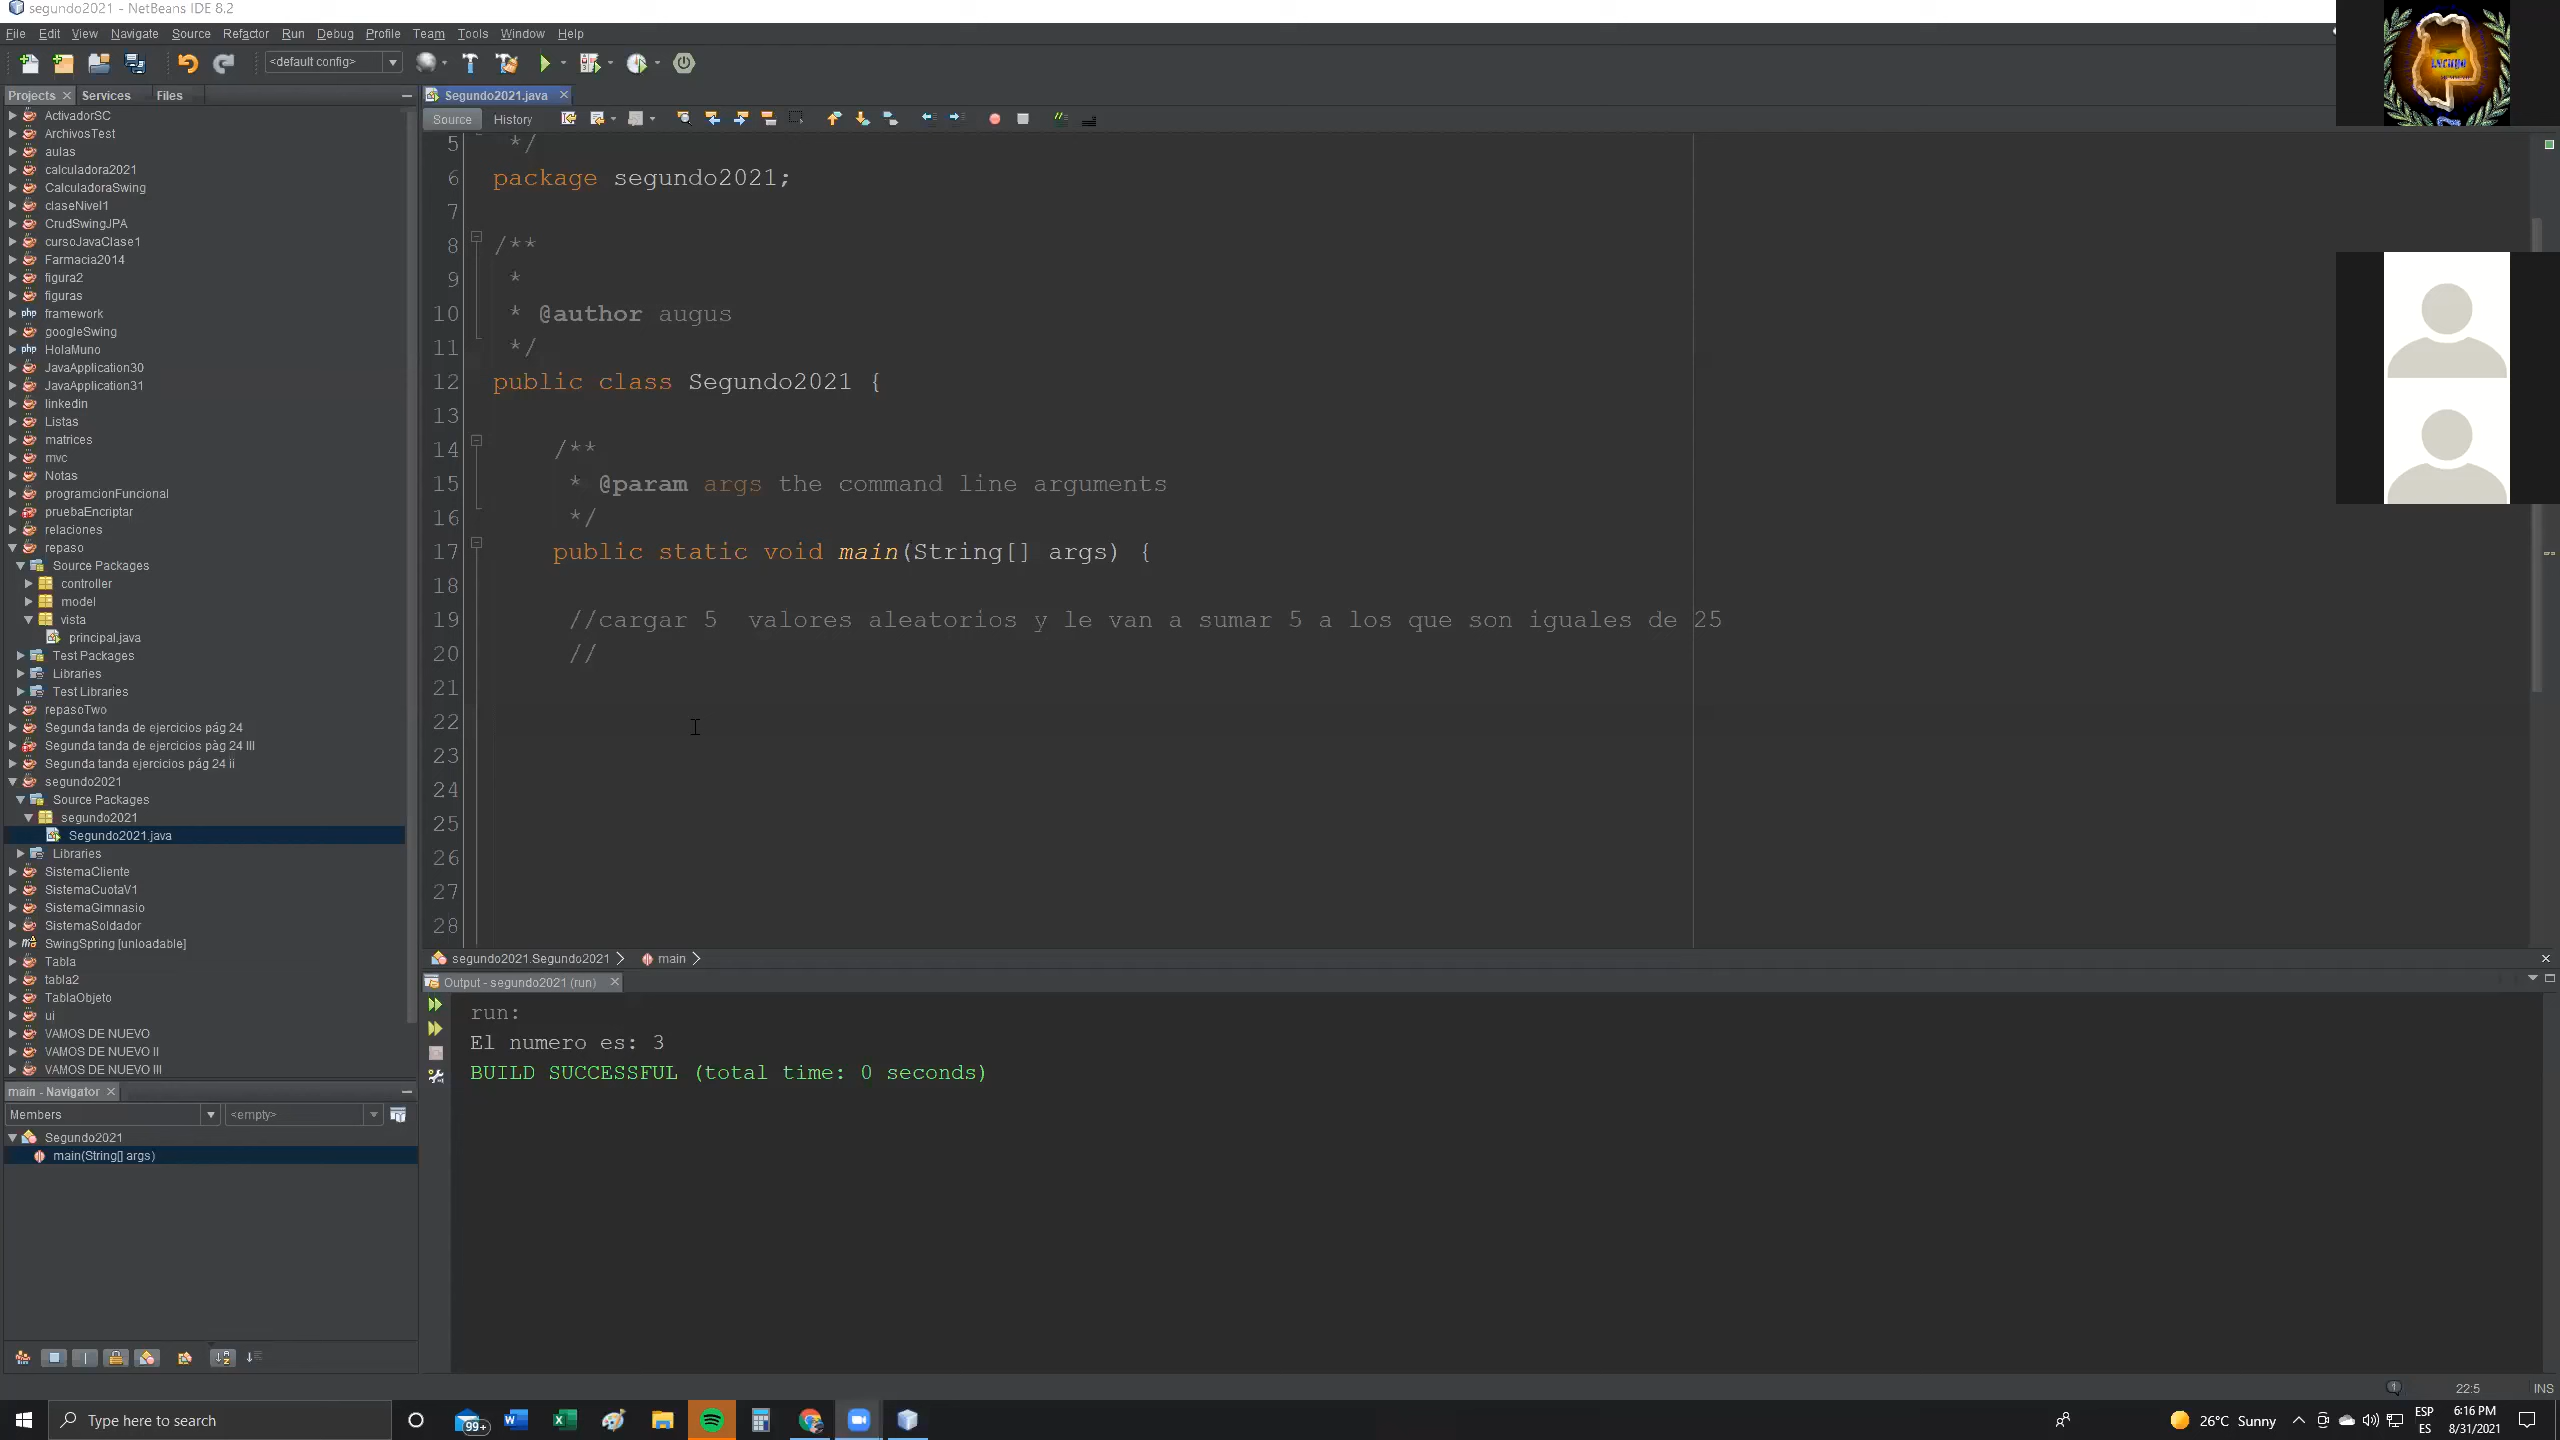 segundo2021 - NetBeans IDE 8.2
File Edit View Navigate Source Refactor Run Debug Profile Team Tools Window Help
<default config>
Projects Services Files
ActivadorSC
ArchivosTest
aulas
calculadora2021
CalculadoraSwing
claseNivel1
CrudSwingJPA
cursoJavaClase1
Farmacia2014
figura2
figuras
php framework
googleSwing
php HolaMuno
JavaApplication30
JavaApplication31
linkedin
Listas
matrices
mvc
Notas
programcionFuncional
pruebaEncriptar
relaciones
repaso
Source Packages
controller
model
vista
principal.java
Test Packages
Libraries
Test Libraries
repasoTwo
Segunda tanda de ejercicios pág 24
Segunda tanda de ejercicios pàg 24 III
Segunda tanda ejercicios pág 24 ii
segundo2021
Source Packages
segundo2021
Segundo2021.java
Libraries
SistemaCliente
SistemaCuotaV1
SistemaGimnasio
SistemaSoldador
SwingSpring [unloadable]
Tabla
tabla2
TablaObjeto
ui
VAMOS DE NUEVO
VAMOS DE NUEVO II
VAMOS DE NUEVO III
main - Navigator
Members <empty>
Segundo2021
main(String[] args)
Segundo2021.java
Source History
5 */
6 package segundo2021;
7
8 /**
9 *
10 * @author augus
11 */
12 public class Segundo2021 {
13
14 /**
15 * @param args the command line arguments
16 */
17 public static void main(String[] args) {
18
19 //cargar 5 valores aleatorios y le van a sumar 5 a los que son iguales de 25
20 //
21
22
23
24
25
26
27
28
segundo2021.Segundo2021 main
Output - segundo2021 (run)
run:
El numero es: 3
BUILD SUCCESSFUL (total time: 0 seconds)
22:5 INS
Type here to search
99+
26°C Sunny
ESP
ES
6:16 PM
8/31/2021